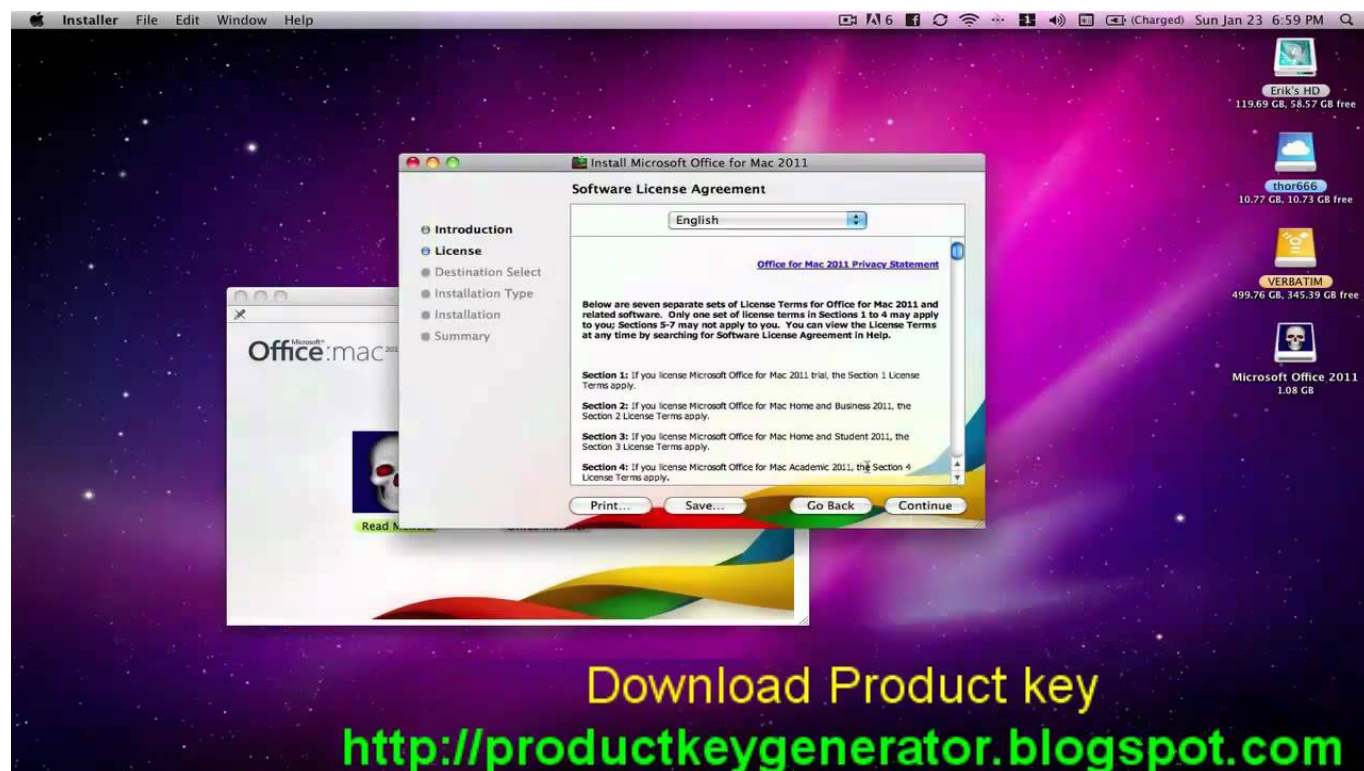 Installer File Edit Window Help
6 (Charged) Sun Jan 23 6:59 PM
Erik's HD
119.69 GB, 58.57 GB free
thor666
10.77 GB, 10.73 GB free
VERBATIM
499.76 GB, 345.39 GB free
Microsoft Office 2011
1.08 GB
Install Microsoft Office for Mac 2011
Software License Agreement
English
Introduction
License
Destination Select
Installation Type
Installation
Summary
Office for Mac 2011 Privacy Statement
Below are seven separate sets of License Terms for Office for Mac 2011 and
related software. Only one set of license terms in Sections 1 to 4 may apply
to you; Sections 5-7 may not apply to you. You can view the License Terms
at any time by searching for Software License Agreement in Help.
Section 1: If you license Microsoft Office for Mac 2011 trial, the Section 1 License
Terms apply.
Section 2: If you license Microsoft Office for Mac Home and Business 2011, the
Section 2 License Terms apply.
Section 3: If you license Microsoft Office for Mac Home and Student 2011, the
Section 3 License Terms apply.
Section 4: If you license Microsoft Office for Mac Academic 2011, the Section 4
License Terms apply.
Print... Save... Go Back Continue
Microsoft
Office:mac 2011
Read
Download Product key
http://productkeygenerator.blogspot.com